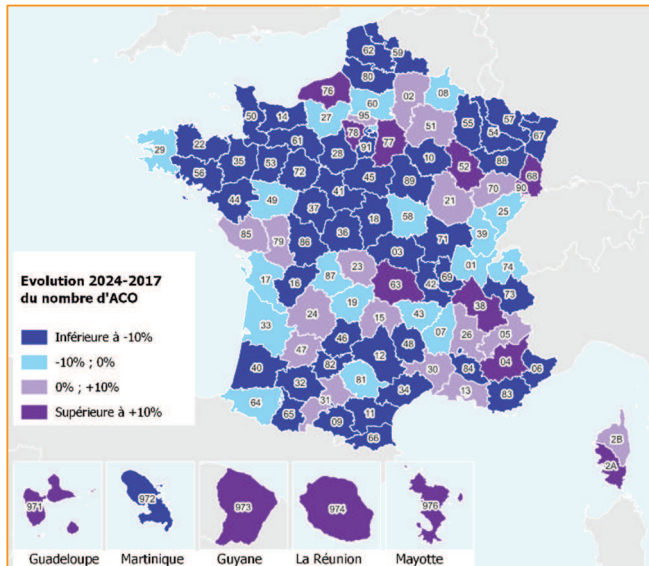 62 59
80
76 02 08
50 14 27 60 95 51 55 57
54 67
29 22 61 78 77
91 10 88 68
56 35 53 72 28 52
45 89 70 90
44 49 41 21 25
37 18 58
85 79 86 36 71 39
03 01 74
17 16 87 23 63 42 69 73
19 38
33 24 15 43
07 26 05
47 46 48
40 82 12 30 84 04 06
32 81 34 13 83
64 31
65 09 11
66
2B
2A
Evolution 2024-2017
du nombre d'ACO
Inférieure à -10%
-10% ; 0%
0% ; +10%
Supérieure à +10%
971 972 973 974 976
Guadeloupe Martinique Guyane La Réunion Mayotte